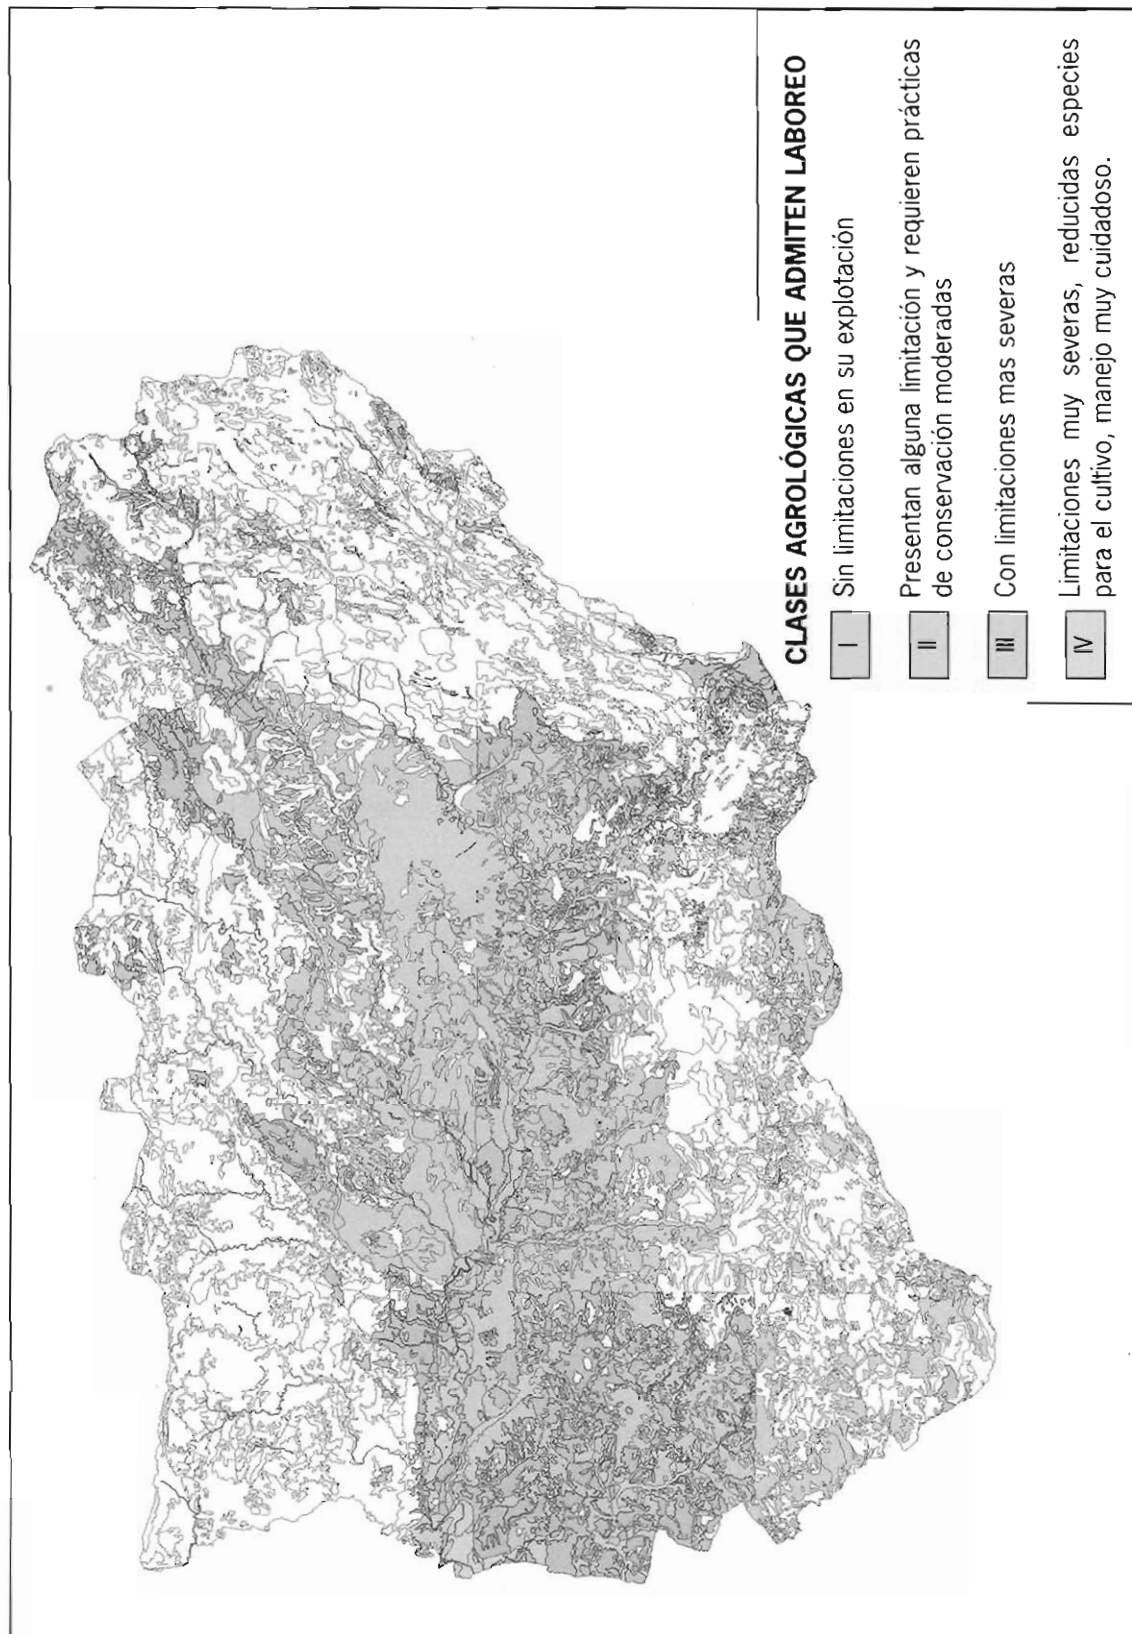 CLASES AGROLÓGICAS QUE ADMITEN LABOREO
I
Sin limitaciones en su explotación
II
Presentan alguna limitación y requieren prácticas
de conservación moderadas
III
Con limitaciones mas severas
IV
Limitaciones muy severas, reducidas especies
para el cultivo, manejo muy cuidadoso.